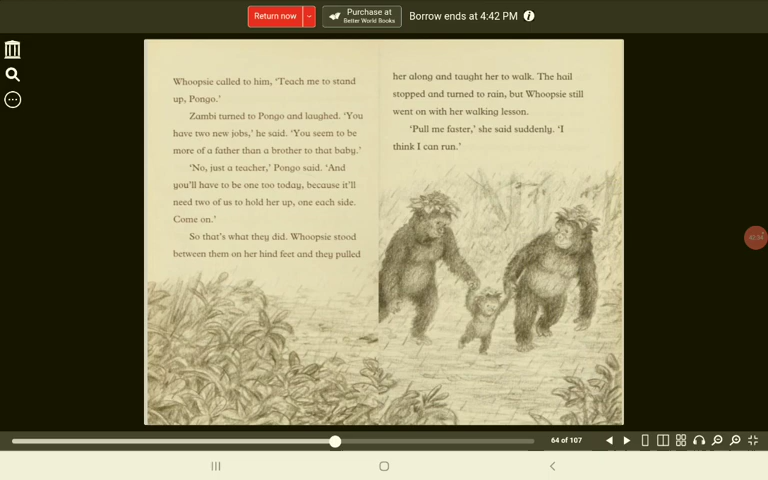 Return now
Purchase at
Better World Books
Borrow ends at 4:42 PM
Whoopsie called to him, ‘Teach me to stand
up, Pongo.’
Zambi turned to Pongo and laughed. ‘You
have two new jobs,’ he said. ‘You seem to be
more of a father than a brother to that baby.’
‘No, just a teacher,’ Pongo said. ‘And
you’ll have to be one too today, because it’ll
need two of us to hold her up, one each side.
Come on.’
So that’s what they did. Whoopsie stood
between them on her hind feet and they pulled
her along and taught her to walk. The hail
stopped and turned to rain, but Whoopsie still
went on with her walking lesson.
‘Pull me faster,’ she said suddenly. ‘I
think I can run.’
64 of 107